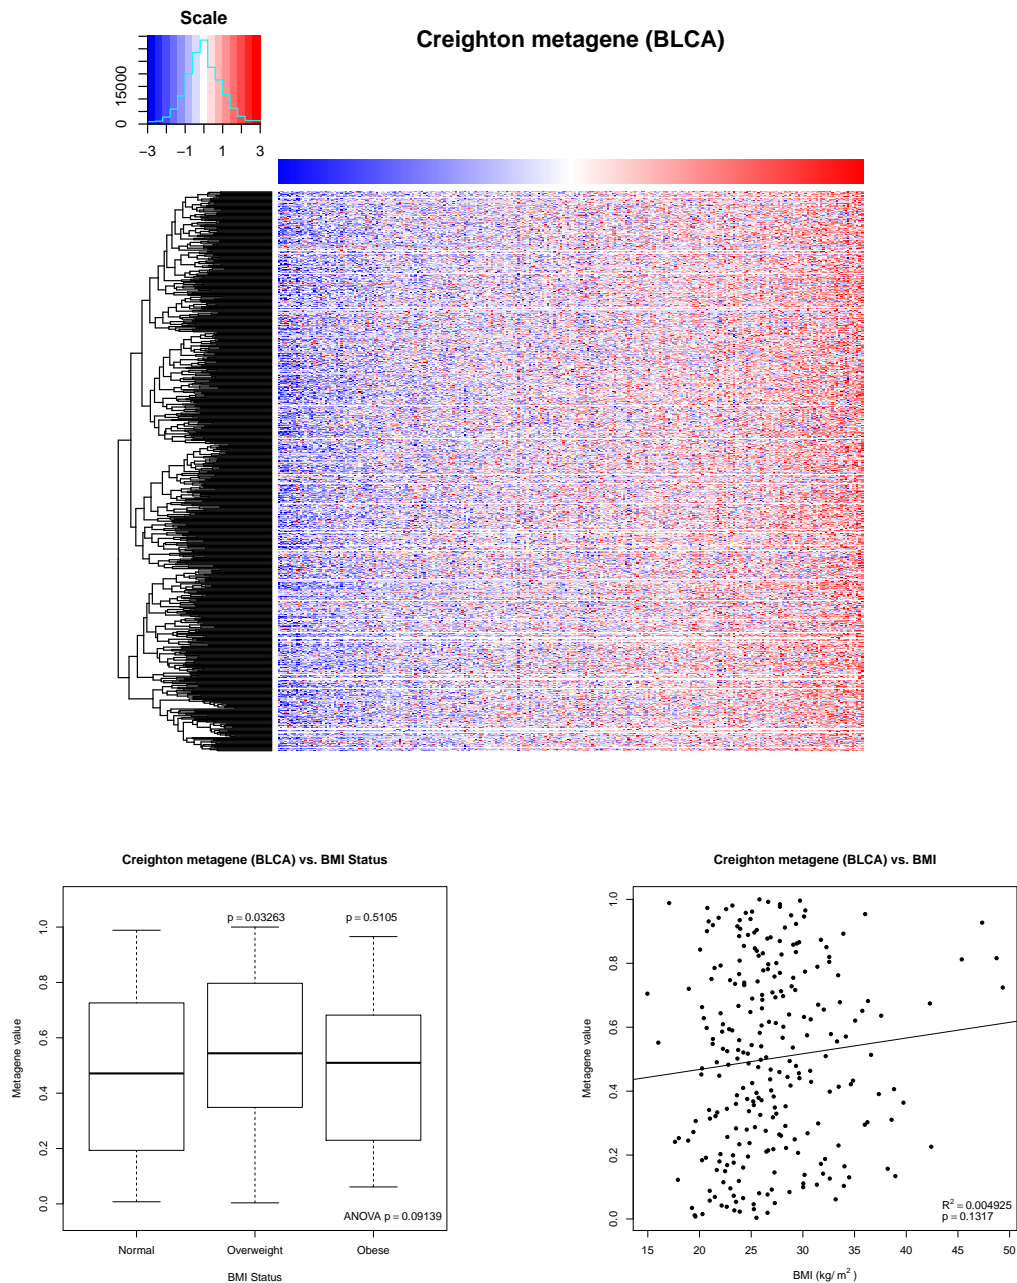 Scale
Creighton metagene (BLCA)
0 15000
−3 −1 1 3
Creighton metagene (BLCA) vs. BMI Status
Metagene value
0.0 0.2 0.4 0.6 0.8 1.0
p = 0.03263 p = 0.5105
ANOVA p = 0.09139
Normal Overweight Obese
BMI Status
Creighton metagene (BLCA) vs. BMI
Metagene value
0.0 0.2 0.4 0.6 0.8 1.0
R² = 0.004925
p = 0.1317
15 20 25 30 35 40 45 50
BMI (kg/ m²)